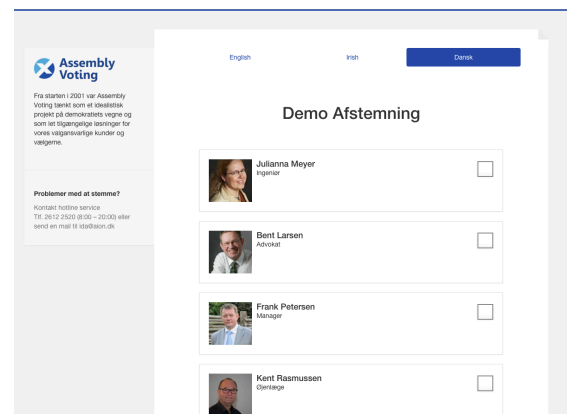 Assembly
Voting
Fra starten i 2001 var Assembly
Voting tænkt som et idealistisk
projekt på demokratiets vegne og
som let tilgængelige løsninger for
vores valgansvarlige kunder og
vælgerne.
Problemer med at stemme?
Kontakt hotline service
Tlf. 2612 2520 (8:00 – 20:00) eller
send en mail til ida@aion.dk
English
Irish
Dansk
Demo Afstemning
Julianna Meyer
Ingeniør
Bent Larsen
Advokat
Frank Petersen
Manager
Kent Rasmussen
Øjenlæge